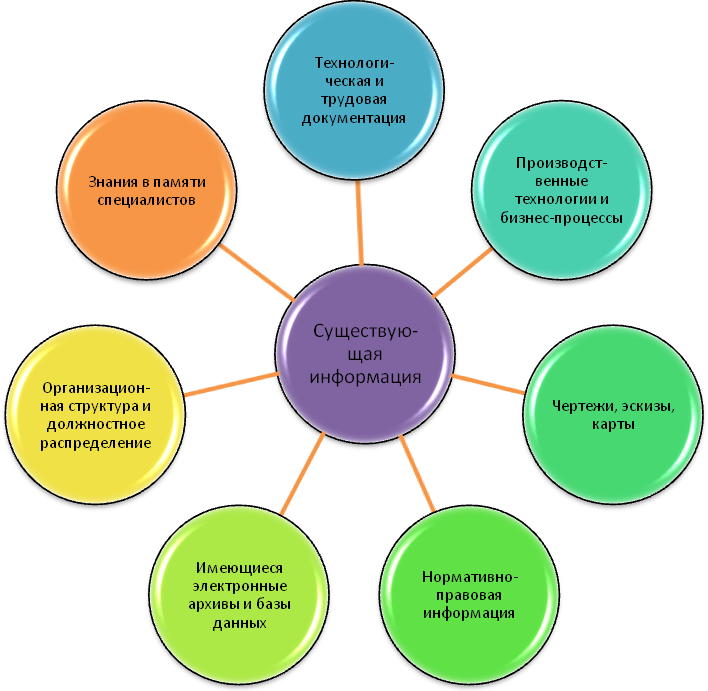 Технологи-
ческая и
трудовая
документация
Производст-
венные
технологии и
бизнес-процессы
Чертежи, эскизы,
карты
Нормативно-
правовая
информация
Имеющиеся
электронные
архивы и базы
данных
Организацион-
ная структура и
должностное
распределение
Знания в памяти
специалистов
Существую-
щая
информация